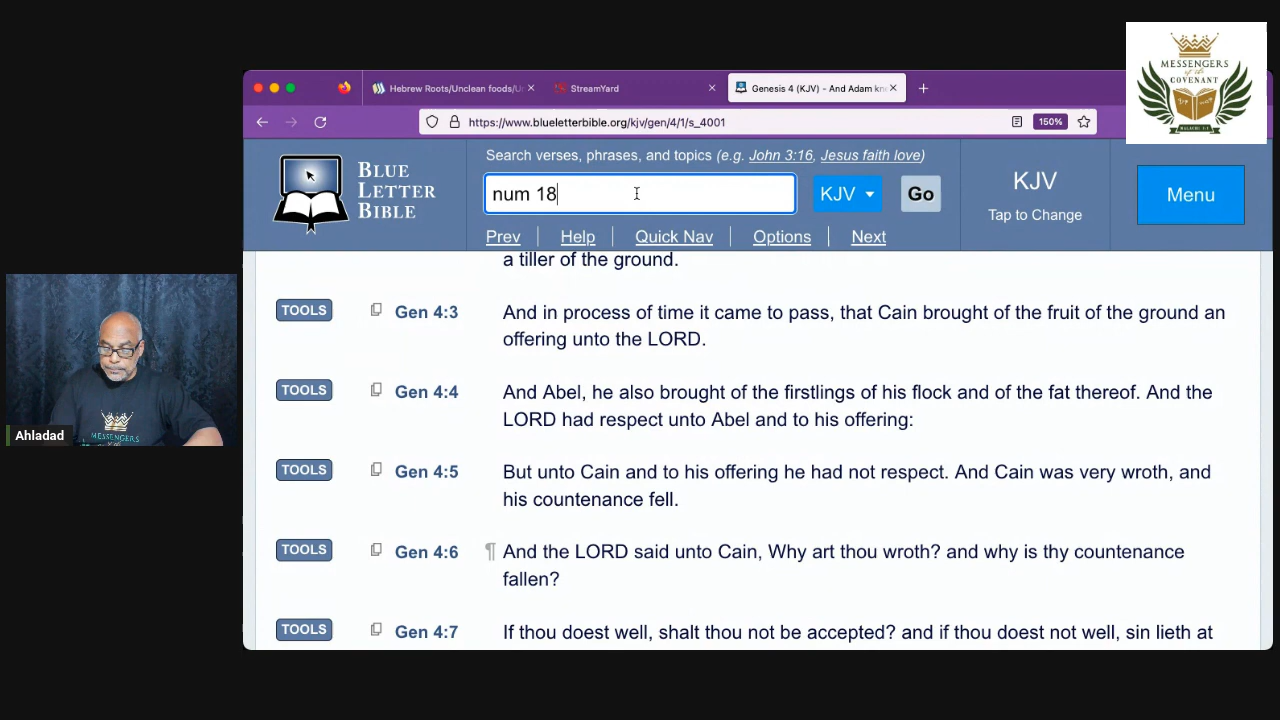 MESSENGERS
of the
COVENANT
MALACHI 3:1
Hebrew Roots/Unclean foods/Un
StreamYard
Genesis 4 (KJV) - And Adam kn
https://www.blueletterbible.org/kjv/gen/4/1/s_4001
150%
BLUE
LETTER
BIBLE
Search verses, phrases, and topics (e.g. John 3:16, Jesus faith love)
num 18
KJV
Go
Prev | Help | Quick Nav | Options | Next
KJV
Tap to Change
Menu
a tiller of the ground.
TOOLS Gen 4:3 And in process of time it came to pass, that Cain brought of the fruit of the ground an
offering unto the LORD.
TOOLS Gen 4:4 And Abel, he also brought of the firstlings of his flock and of the fat thereof. And the
LORD had respect unto Abel and to his offering:
TOOLS Gen 4:5 But unto Cain and to his offering he had not respect. And Cain was very wroth, and
his countenance fell.
TOOLS Gen 4:6 ¶ And the LORD said unto Cain, Why art thou wroth? and why is thy countenance
fallen?
TOOLS Gen 4:7 If thou doest well, shalt thou not be accepted? and if thou doest not well, sin lieth at
MESSENGERS
Ahladad